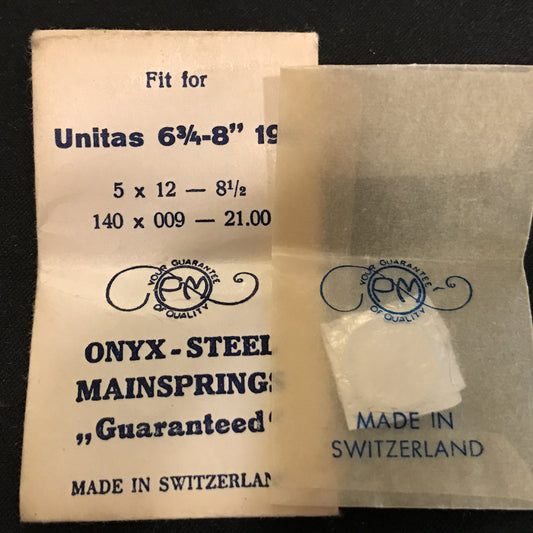 Fit for
Unitas 6¾-8” 19
5 x 12 — 8½
140 x 009 — 21.00
YOUR GUARANTEE
PM
OF QUALITY
ONYX-STEEL
MAINSPRINGS
„Guaranteed“
MADE IN SWITZERLAN
YOUR GUARANTEE
PM
OF QUALITY
MADE IN
SWITZERLAND